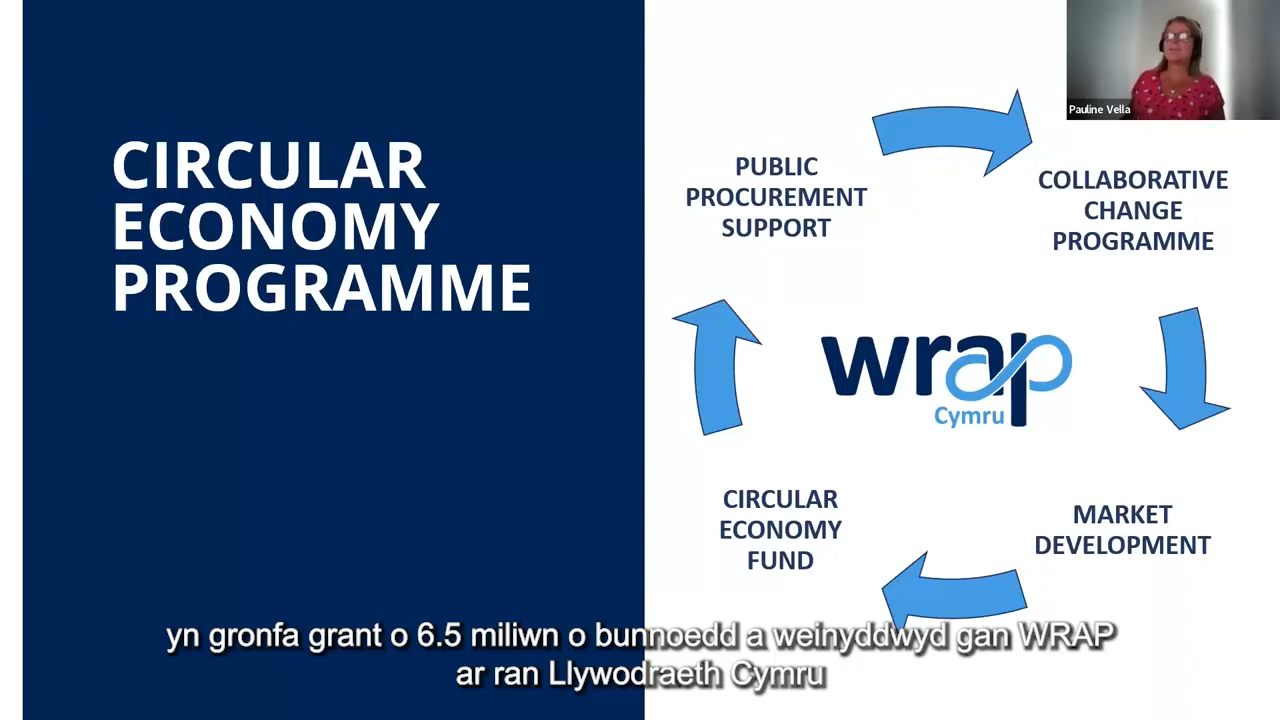 CIRCULAR
ECONOMY
PROGRAMME
PUBLIC
PROCUREMENT
SUPPORT
COLLABORATIVE
CHANGE
PROGRAMME
wrap
Cymru
CIRCULAR
ECONOMY
FUND
MARKET
DEVELOPMENT
Pauline Vella
yn gronfa grant o 6.5 miliwn o bunnoedd a weinyddwyd gan WRAP
ar ran Llywodraeth Cymru